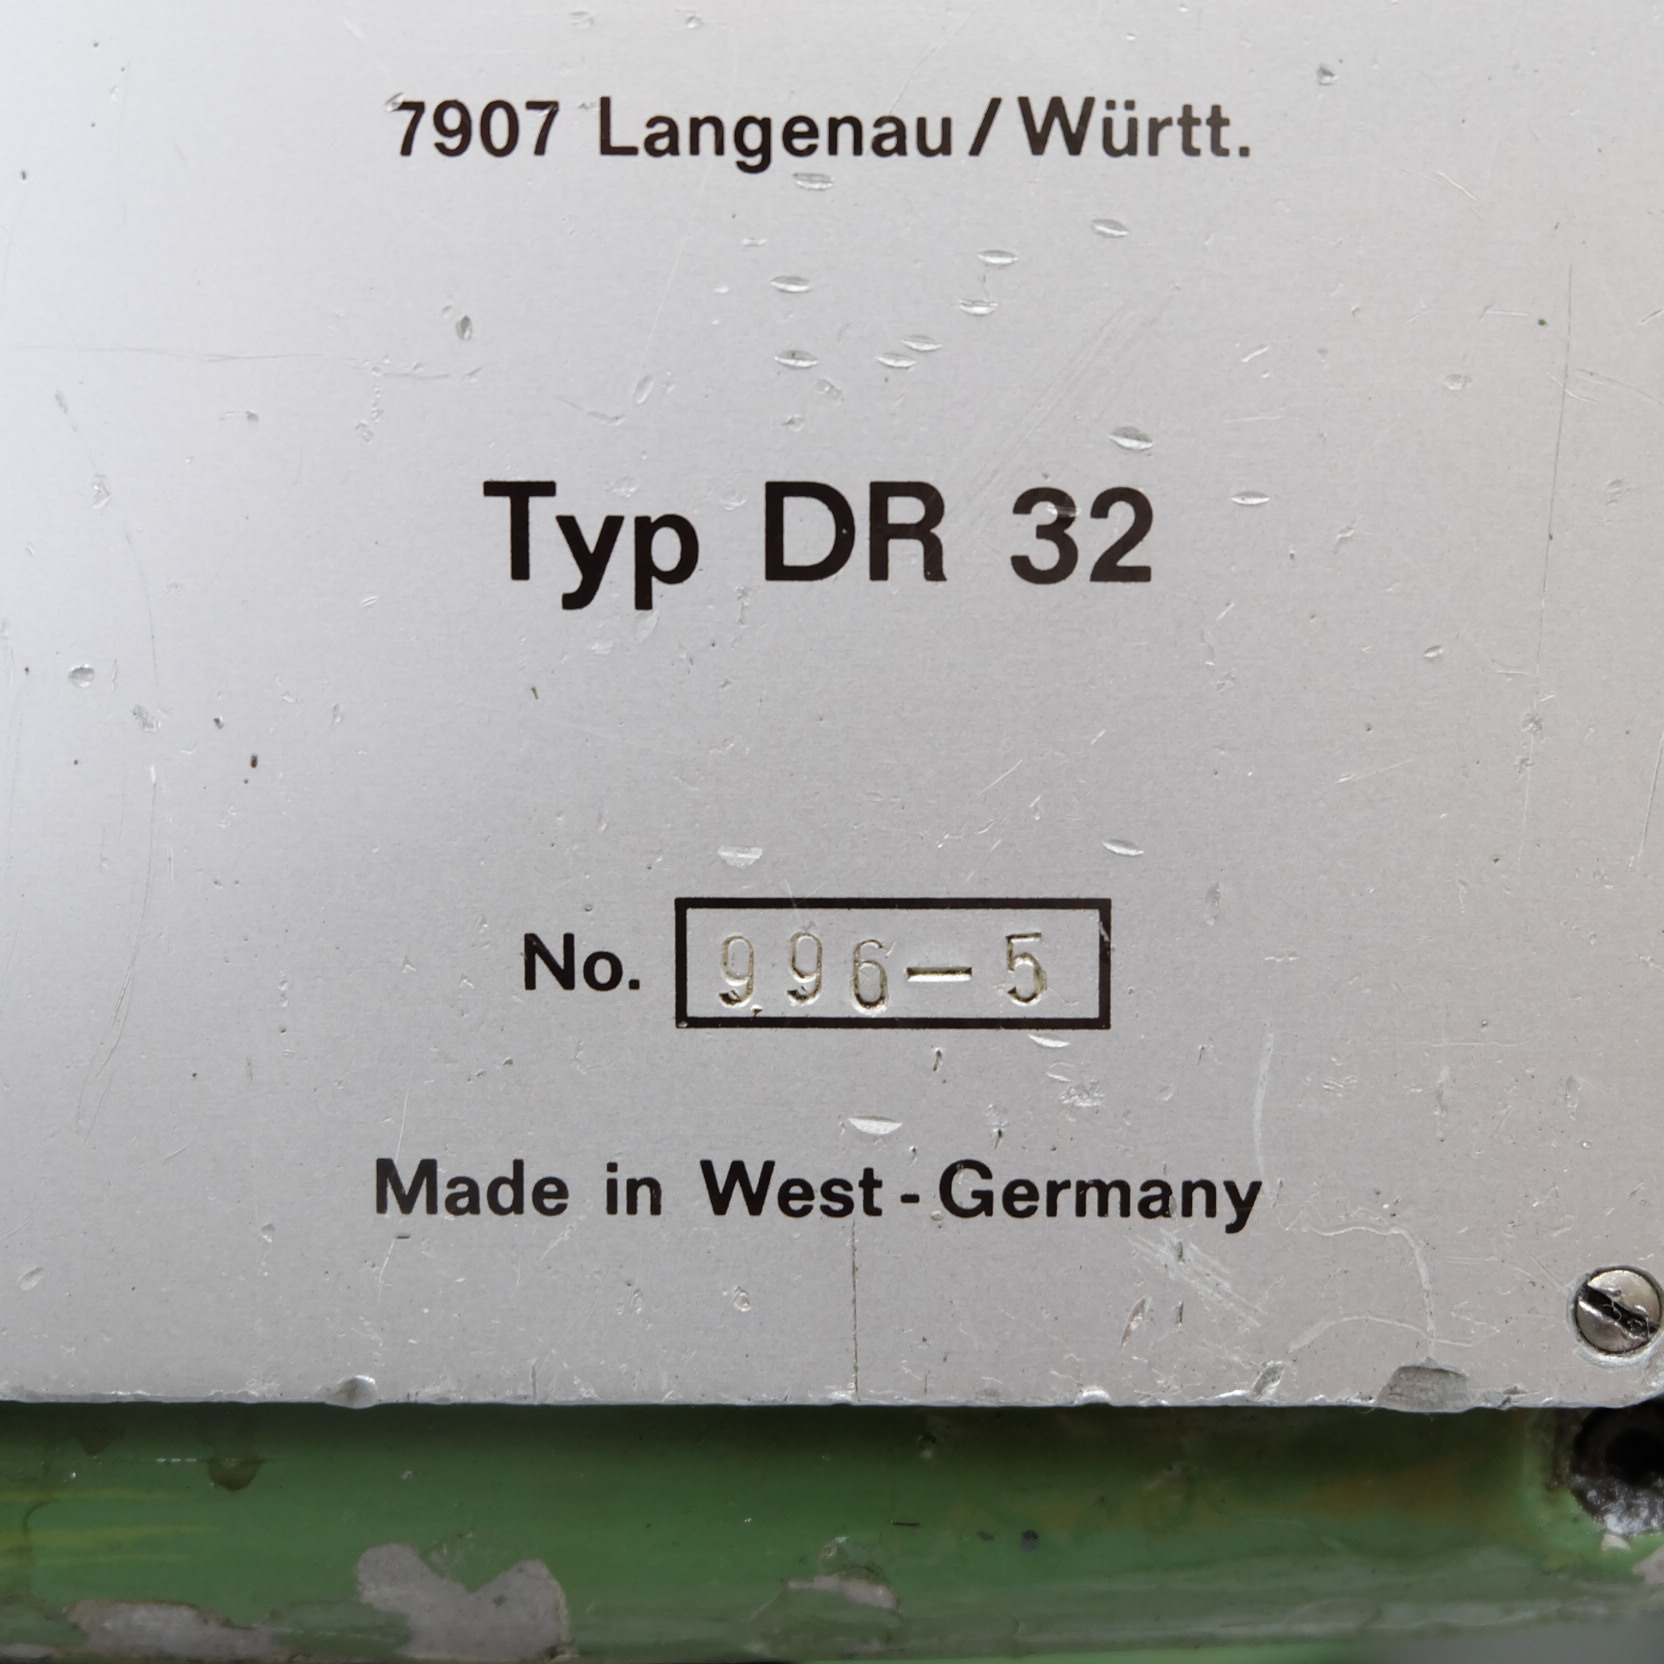 7907 Langenau / Württ.
Typ DR 32
No. 996-5
Made in West-Germany